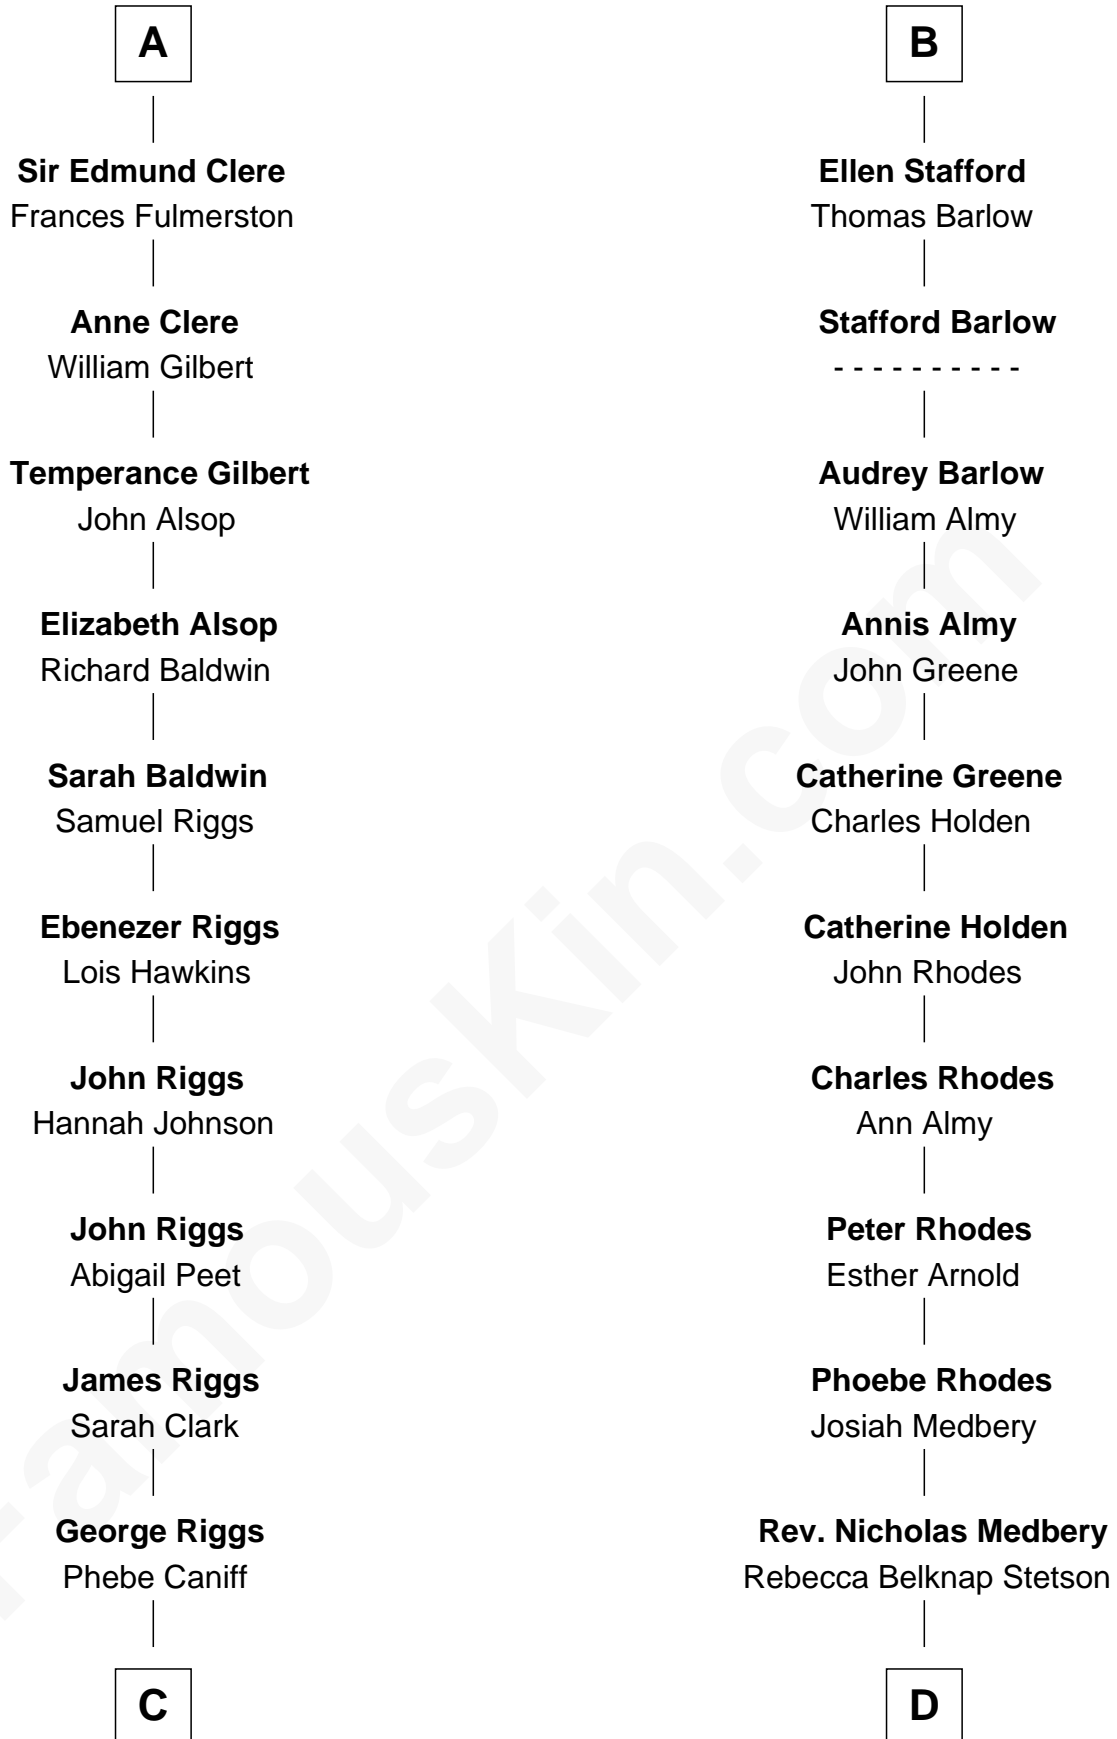 A
Sir Edmund Clere
Frances Fulmerston
Anne Clere
William Gilbert
Temperance Gilbert
John Alsop
Elizabeth Alsop
Richard Baldwin
Sarah Baldwin
Samuel Riggs
Ebenezer Riggs
Lois Hawkins
John Riggs
Hannah Johnson
John Riggs
Abigail Peet
James Riggs
Sarah Clark
George Riggs
Phebe Caniff
C
B
Ellen Stafford
Thomas Barlow
Stafford Barlow
- - - - - - - - - -
Audrey Barlow
William Almy
Annis Almy
John Greene
Catherine Greene
Charles Holden
Catherine Holden
John Rhodes
Charles Rhodes
Ann Almy
Peter Rhodes
Esther Arnold
Phoebe Rhodes
Josiah Medbery
Rev. Nicholas Medbery
Rebecca Belknap Stetson
D
FamousKin.com